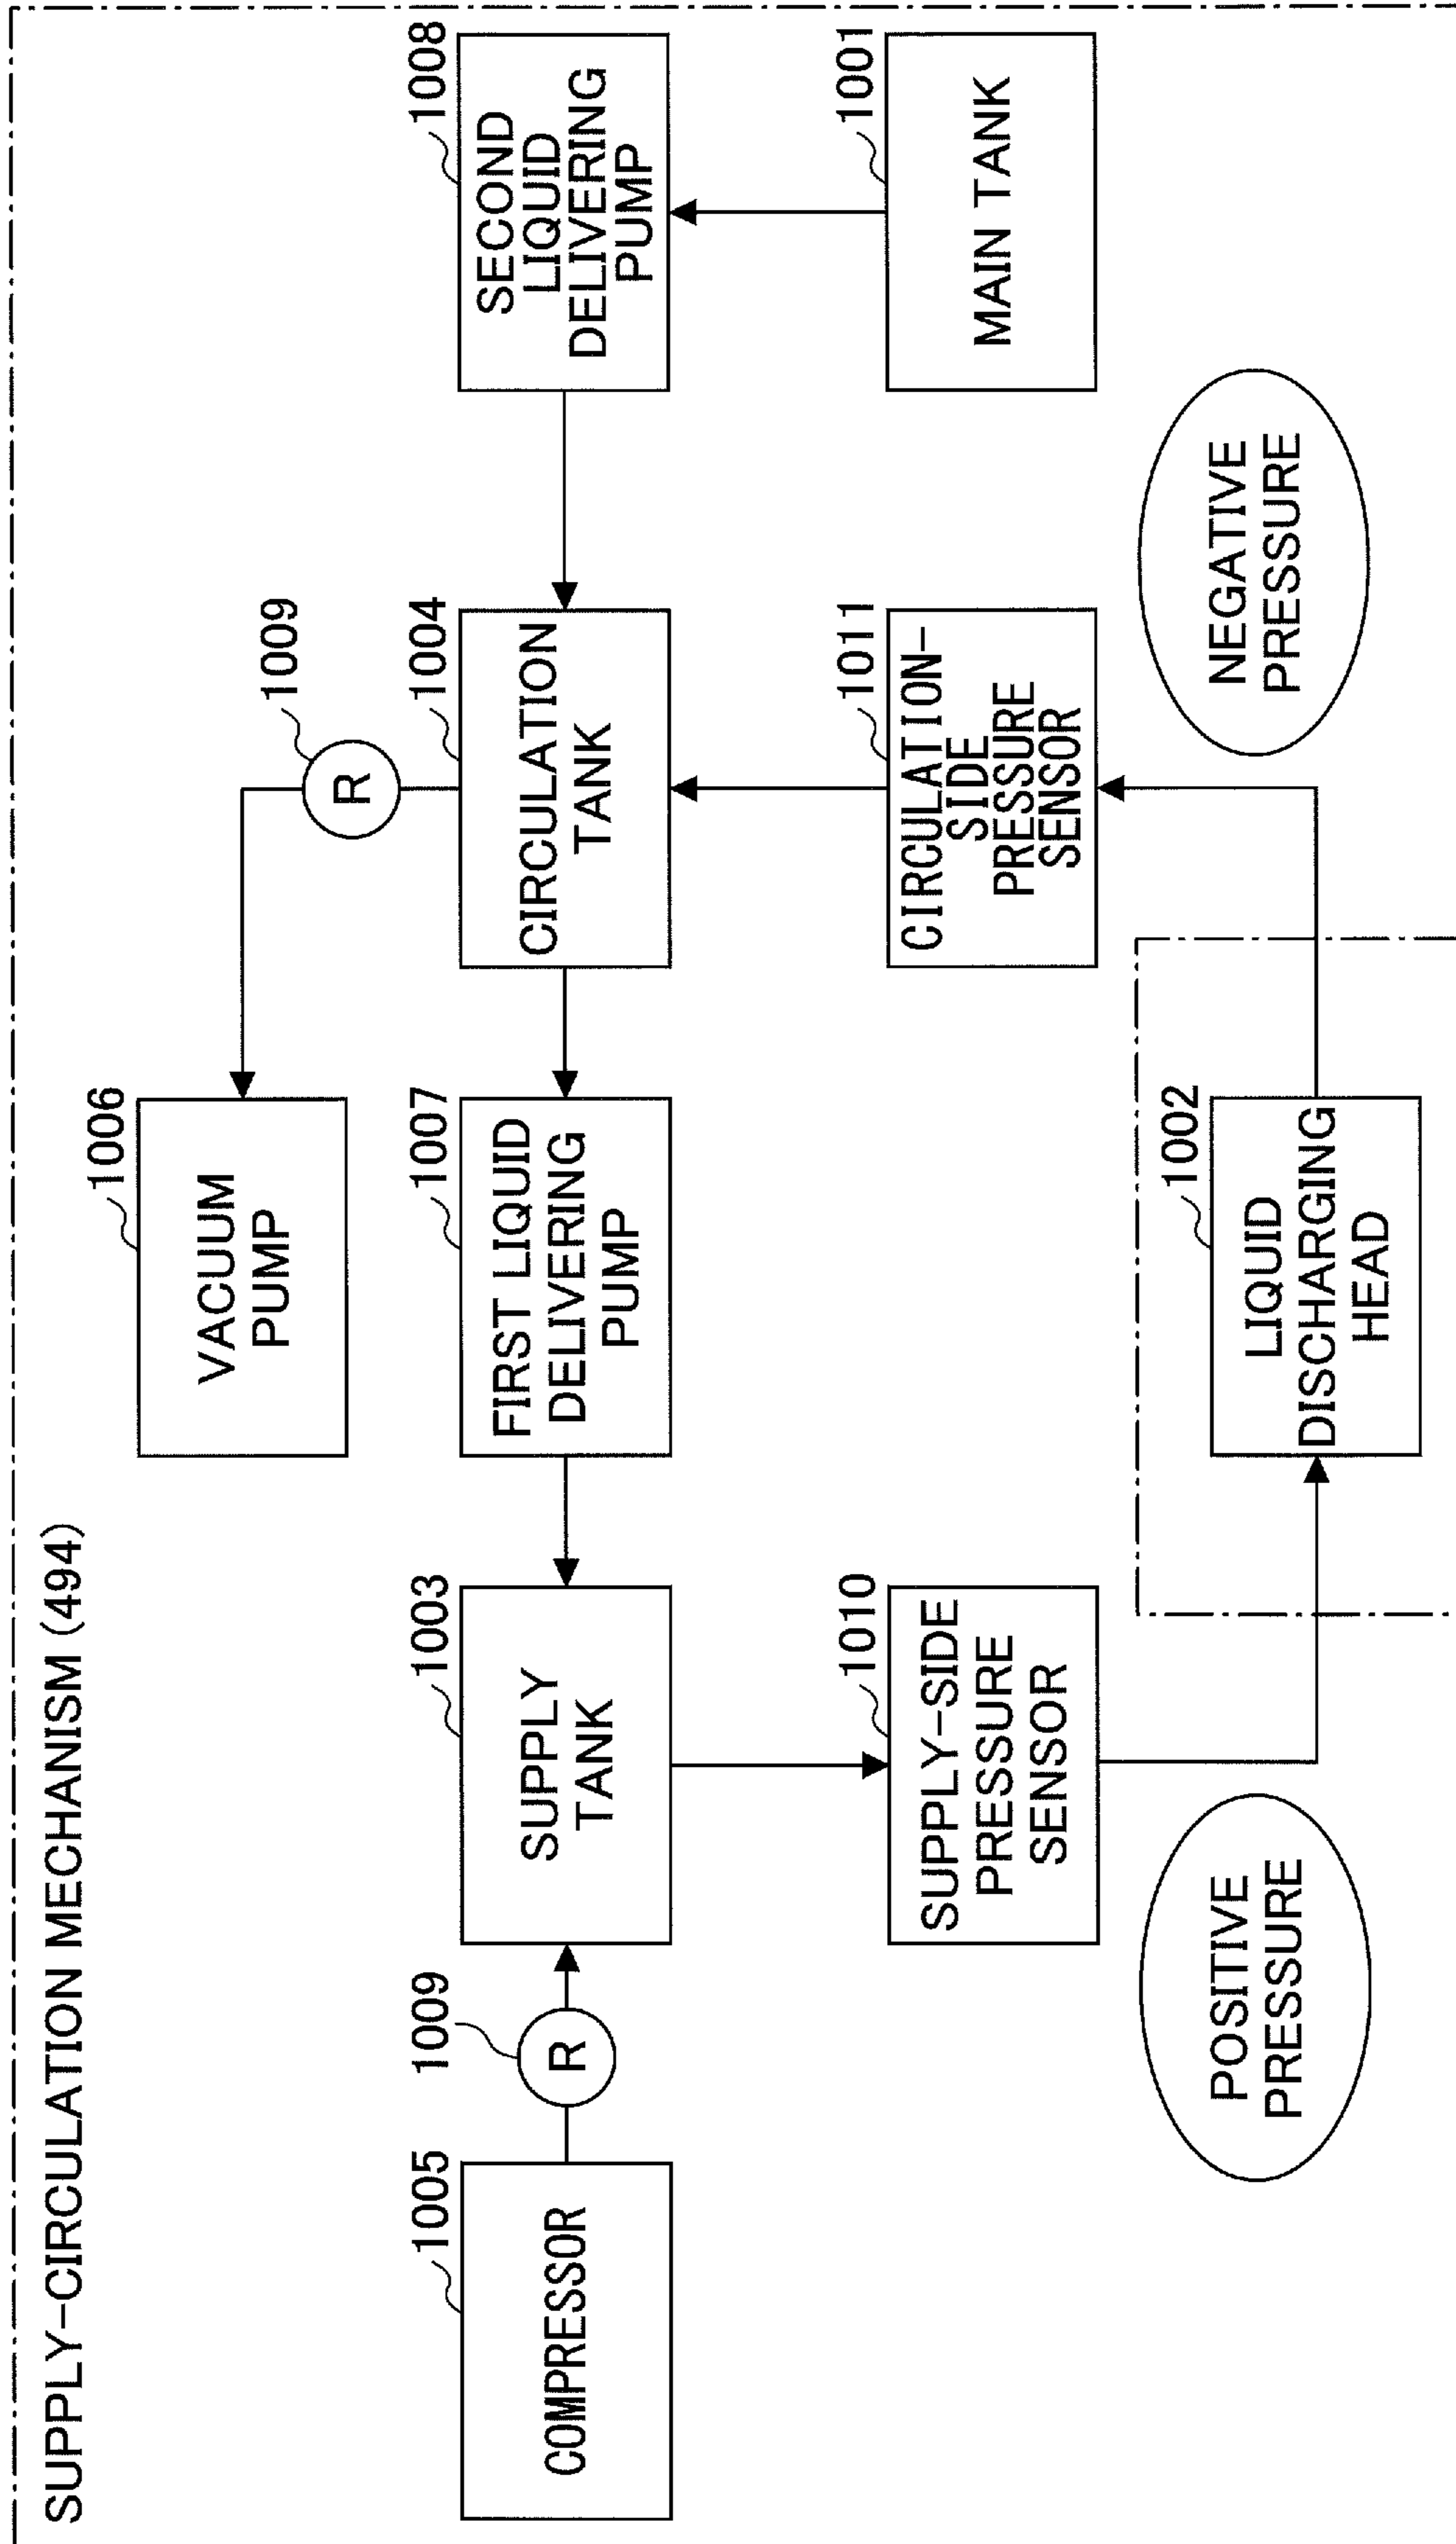 SUPPLY-CIRCULATION MECHANISM (494)
1006
VACUUM
PUMP
1009
R
1005
COMPRESSOR
1009
R
1003
SUPPLY
TANK
1007
FIRST LIQUID
DELIVERING
PUMP
1004
CIRCULATION
TANK
1008
SECOND
LIQUID
DELIVERING
PUMP
1010
SUPPLY-SIDE
PRESSURE
SENSOR
1011
CIRCULATION-
SIDE
PRESSURE
SENSOR
1001
MAIN TANK
POSITIVE
PRESSURE
1002
LIQUID
DISCHARGING
HEAD
NEGATIVE
PRESSURE